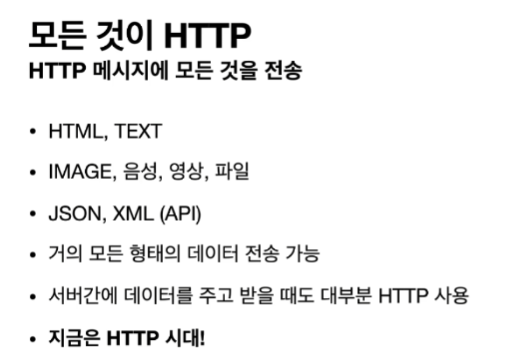 모든 것이 HTTP
HTTP 메시지에 모든 것을 전송
• HTML, TEXT
• IMAGE, 음성, 영상, 파일
• JSON, XML (API)
• 거의 모든 형태의 데이터 전송 가능
• 서버간에 데이터를 주고 받을 때도 대부분 HTTP 사용
• 지금은 HTTP 시대!